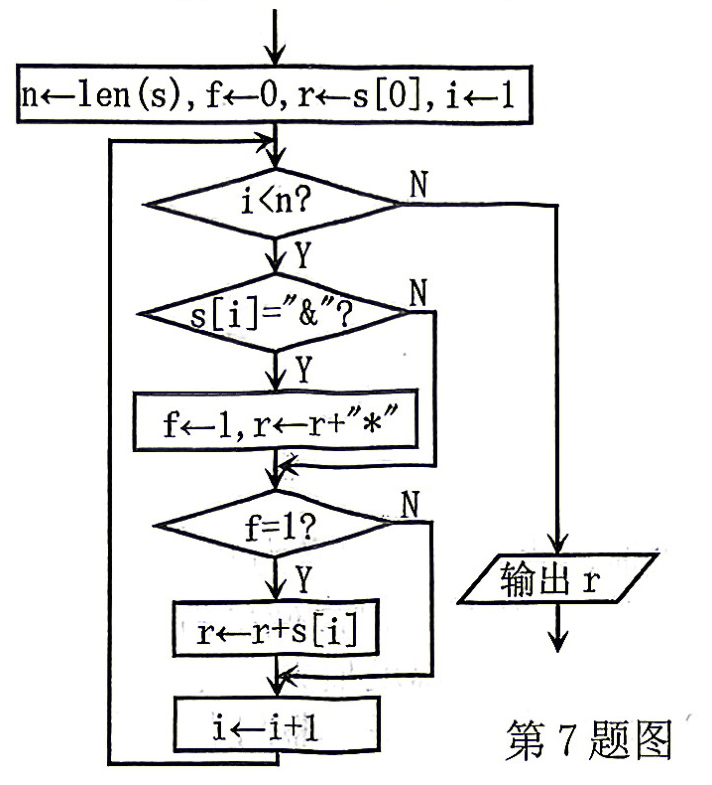 n←len(s),f←0,r←s[0],i←1
i<n?
N
Y
s[i]="&"?
N
Y
f←1,r←r+"*"
f=1?
N
Y
r←r+s[i]
输出 r
i←i+1
第7题图